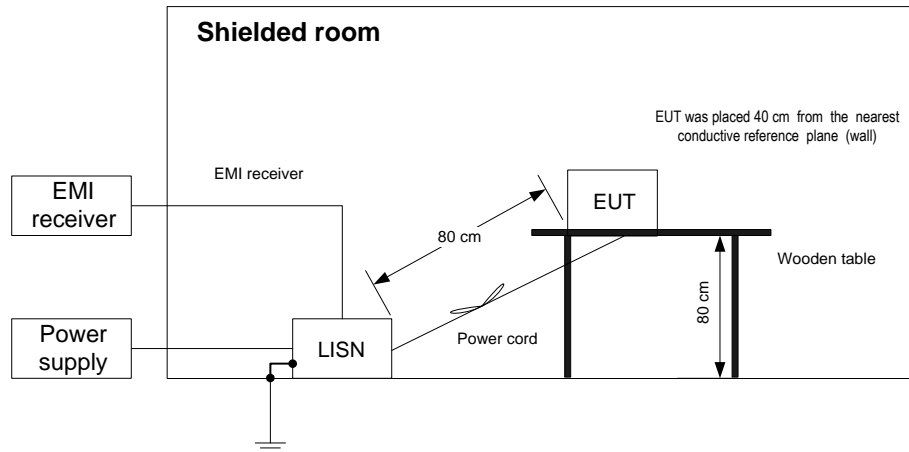 Shielded room
EUT was placed 40 cm from the nearest
conductive reference plane (wall)
EMI receiver
EMI
receiver
EUT
80 cm
Wooden table
80 cm
Power
supply
LISN
Power cord